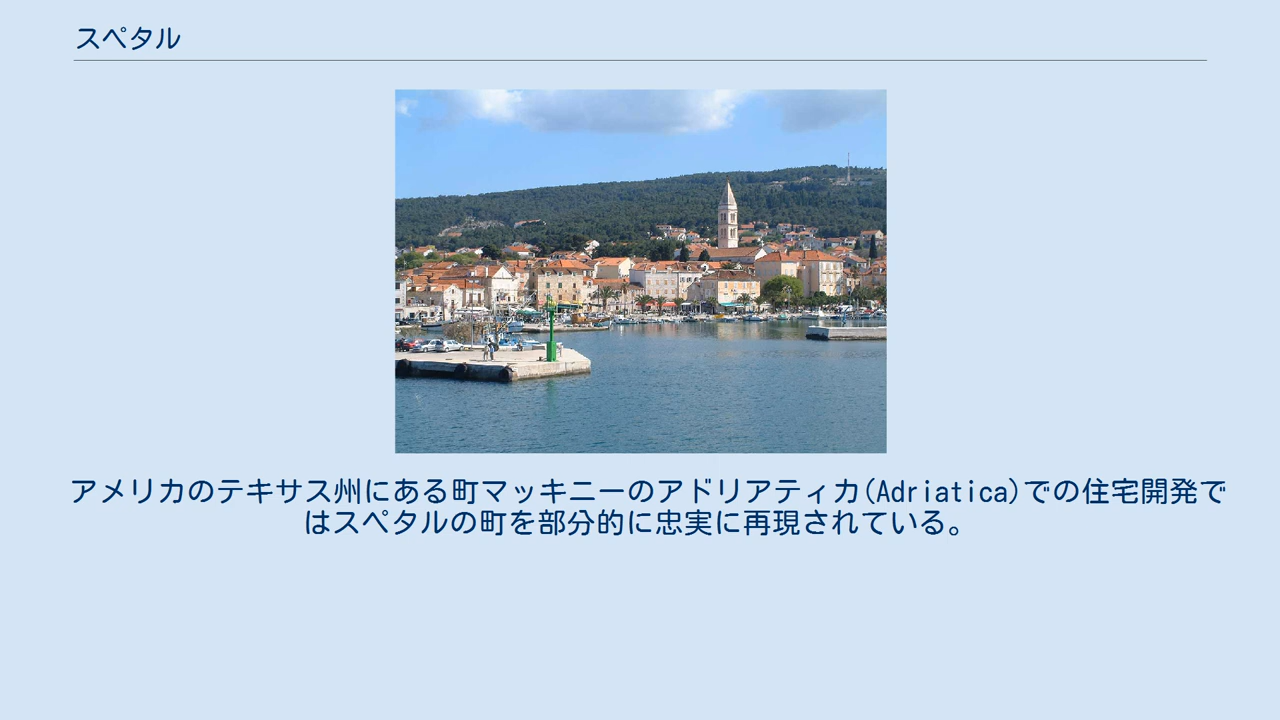 スペタル
アメリカのテキサス州にある町マッキニーのアドリアティカ(Adriatica)での住宅開発で
はスペタルの町を部分的に忠実に再現されている。